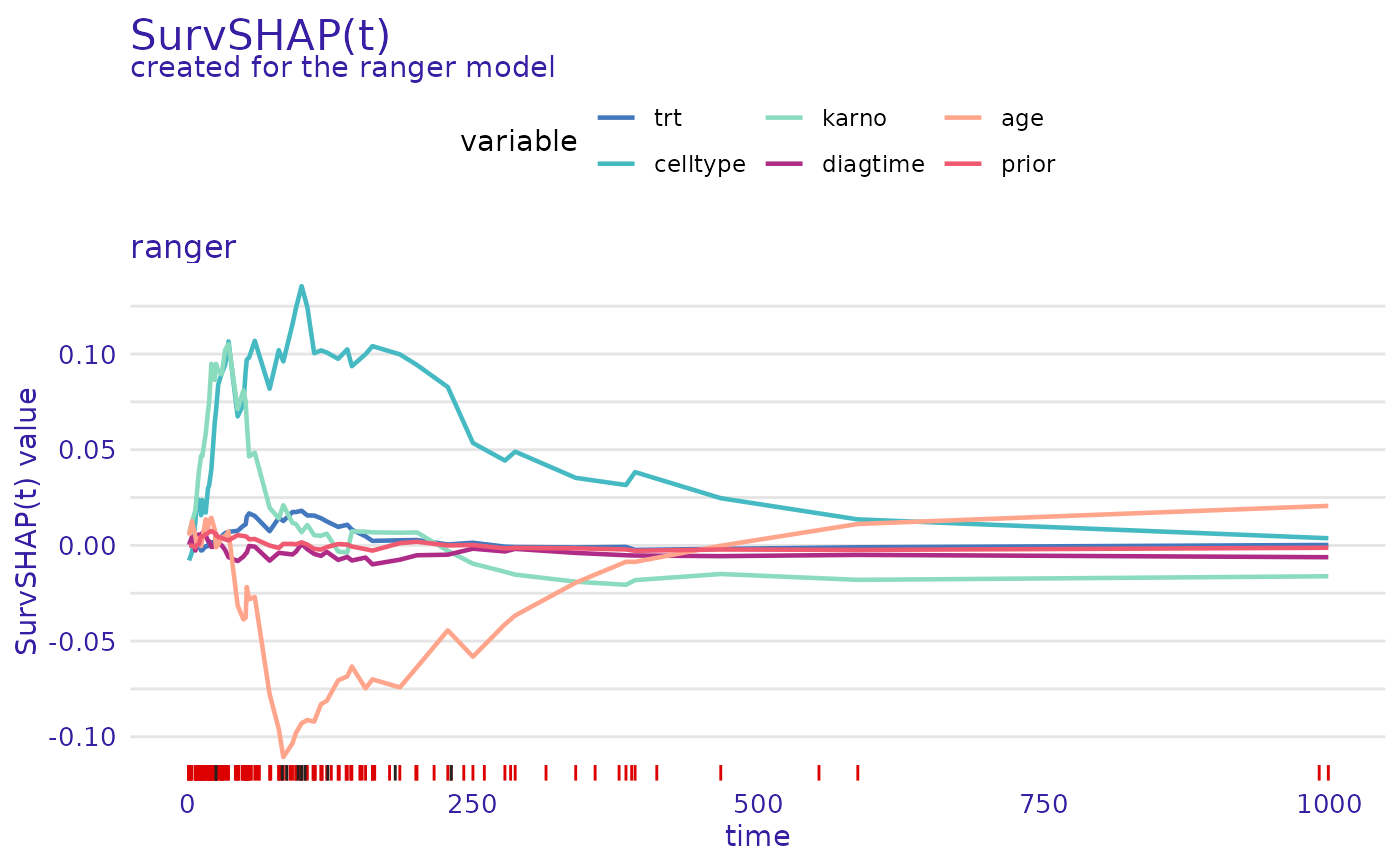 SurvSHAP(t)
created for the ranger model
variable
trt
karno
age
celltype
diagtime
prior
ranger
SurvSHAP(t) value
0.10
0.05
0.00
-0.05
-0.10
0
250
500
750
1000
time